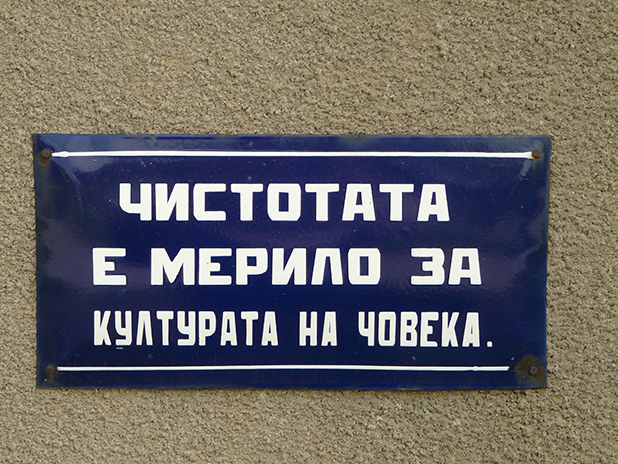 ЧИСТОТАТА
Е МЕРИЛО ЗА
КУЛТУРАТА НА ЧОВЕКА.